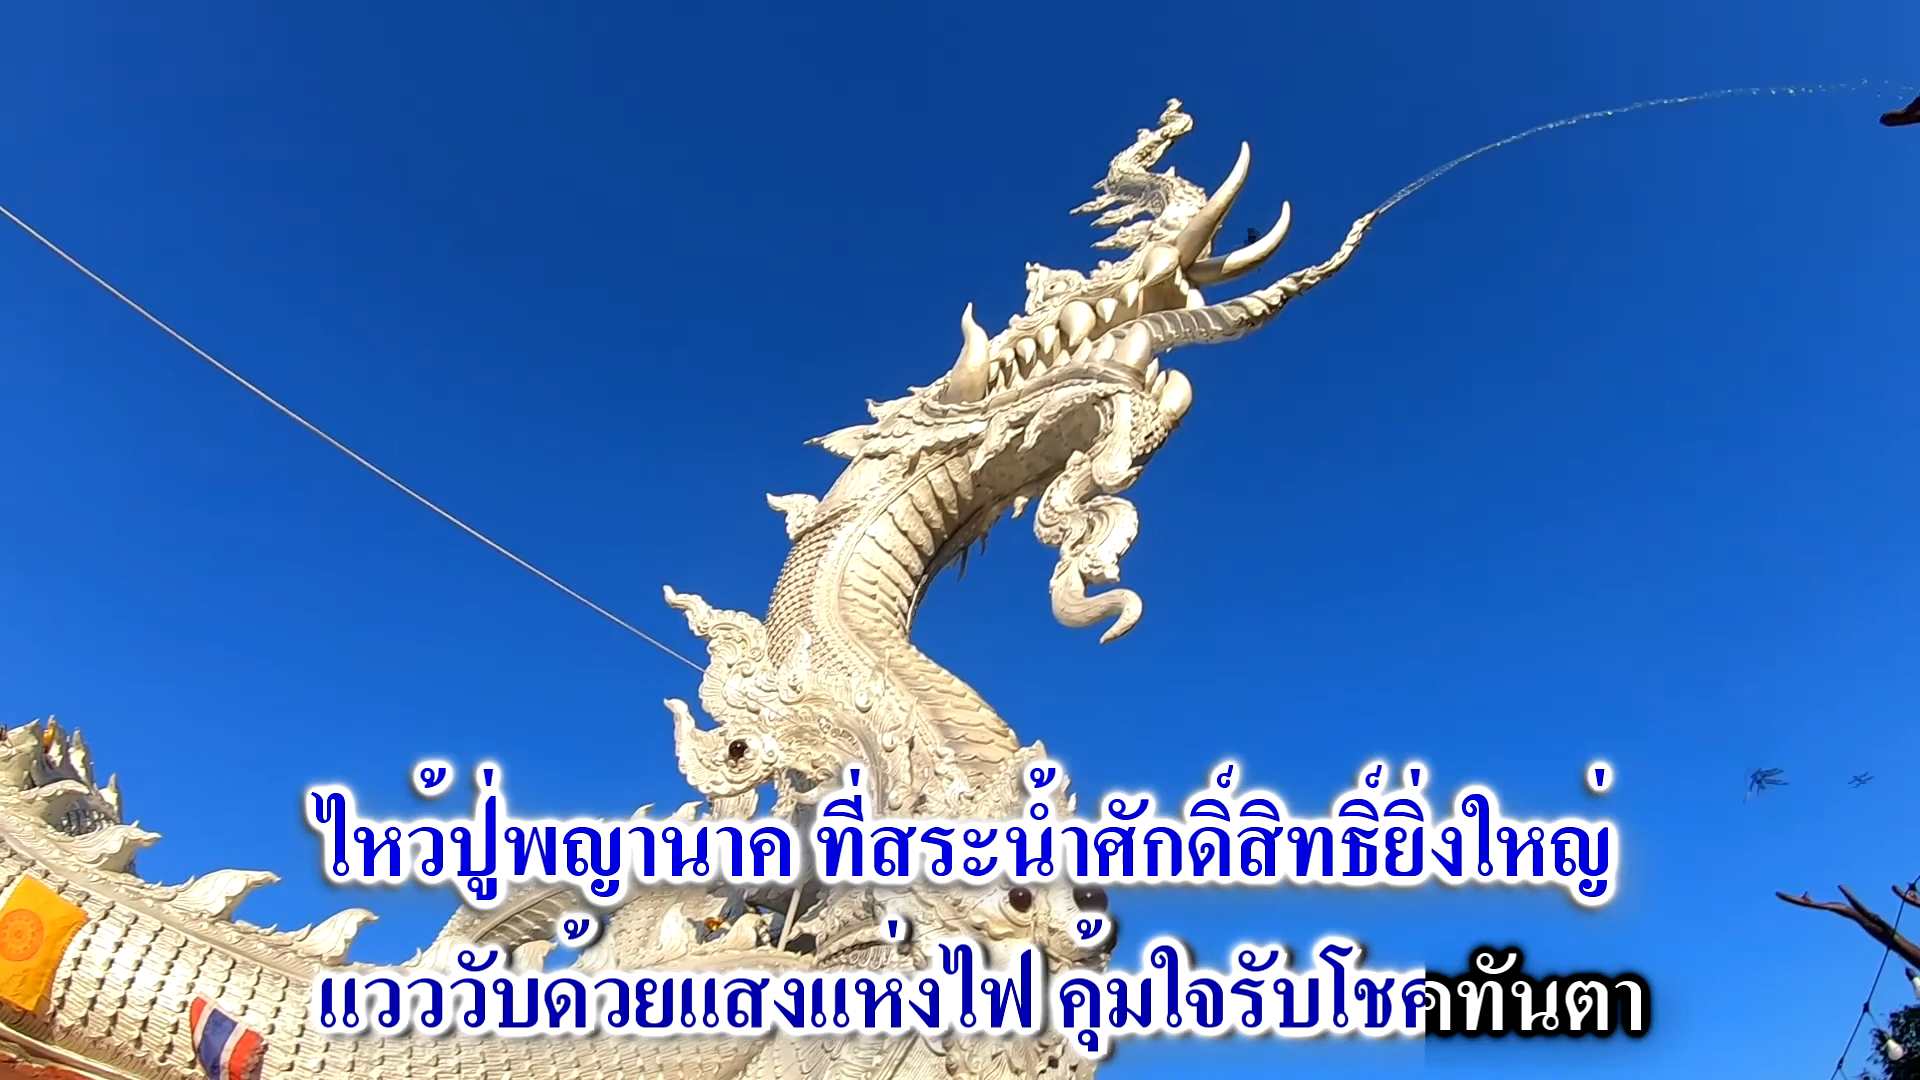 ไหว้ปู่พญานาค ที่สระน้ำศักดิ์สิทธิ์ยิ่งใหญ่
แวววับด้วยแสงแห่งไฟ คุ้มใจรับโชคทันตา